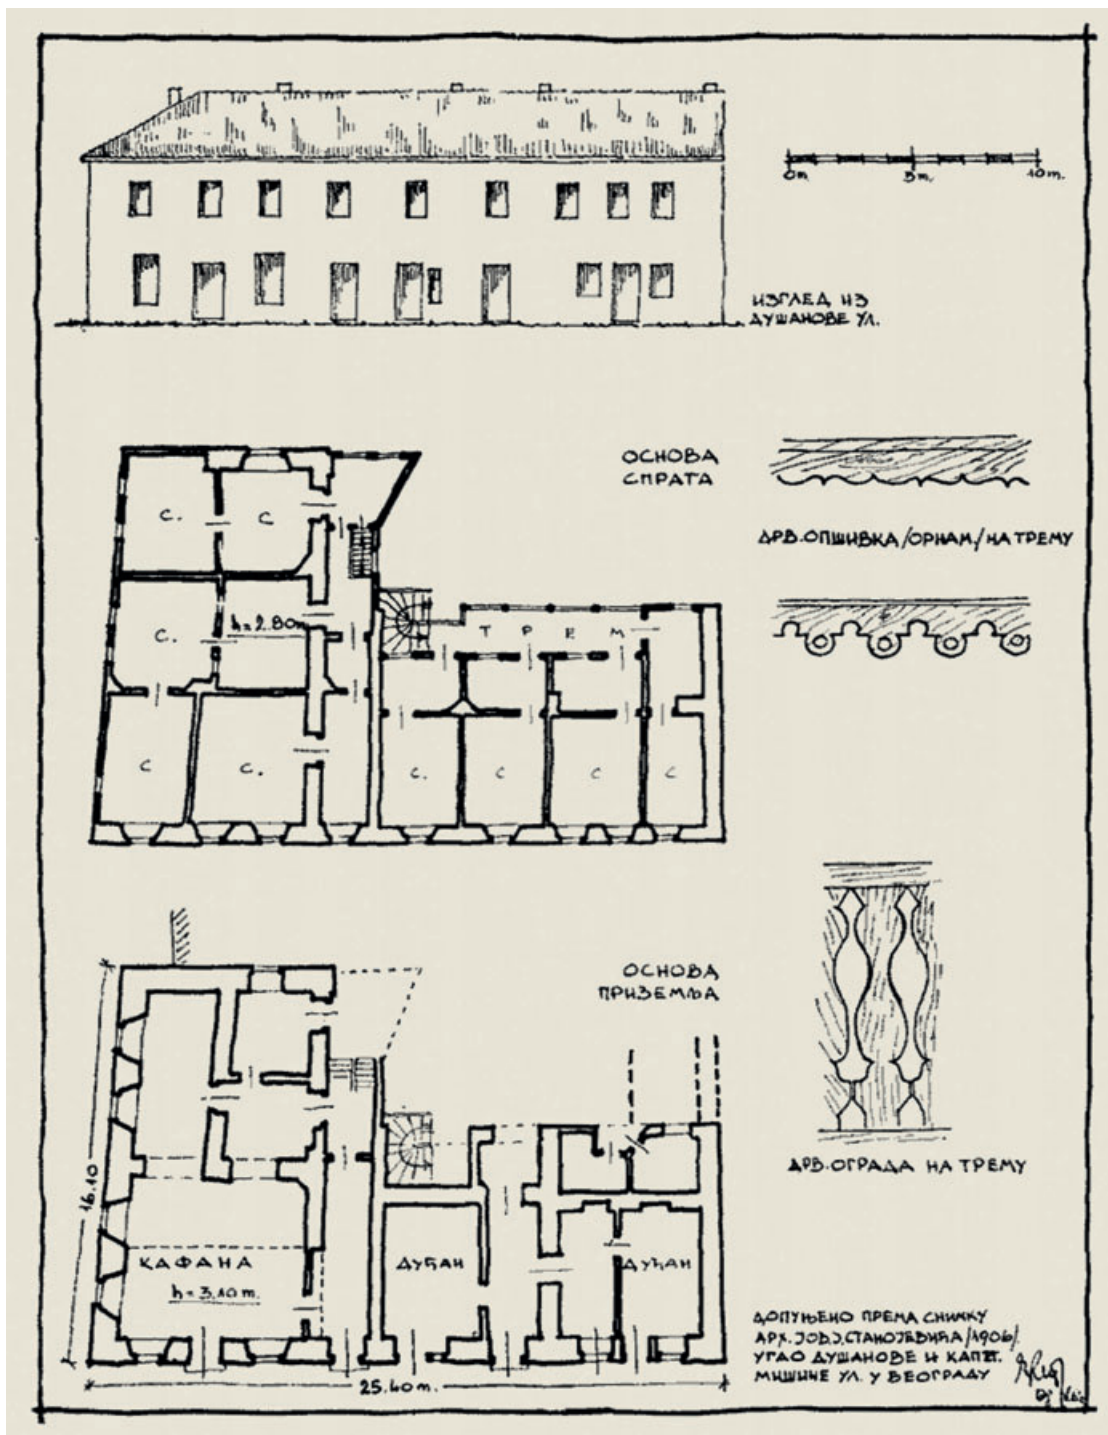 0m. 5m. 10m.
ИЗГЛЕД ИЗ
ДУШАНОВЕ УЛ.
ОСНОВА
СПРАТА
ДРВ. ОПШИВКА /ОРНАМ./ НА ТРЕМУ
С. С
С. h=2.80m
ТРЕМ
С С.
С. С С С
ОСНОВА
ПРИЗЕМЉА
ДРВ. ОГРАДА НА ТРЕМУ
16.10
КАФАНА
h=3.10m.
ДУЋАН
ДУЋАН
25.40m.
ДОПУЊЕНО ПРЕМА СНИМКУ
АРХ. ЈОВ. Ј. СТАНОЈЕВИЋА /1906/.
УГАО ДУШАНОВЕ И КАПЕТ.
МИШИНЕ УЛ. У БЕОГРАДУ